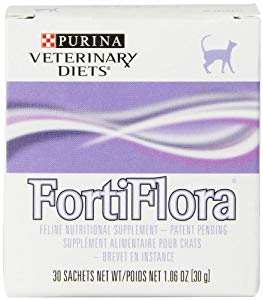 PURINA
VETERINARY
DIETS®
FortiFlora®
FELINE NUTRITIONAL SUPPLEMENT – PATENT PENDING
SUPPLÉMENT ALIMENTAIRE POUR CHATS
– BREVET EN INSTANCE
30 SACHETS NET WT/POIDS NET 1.06 OZ (30 g)